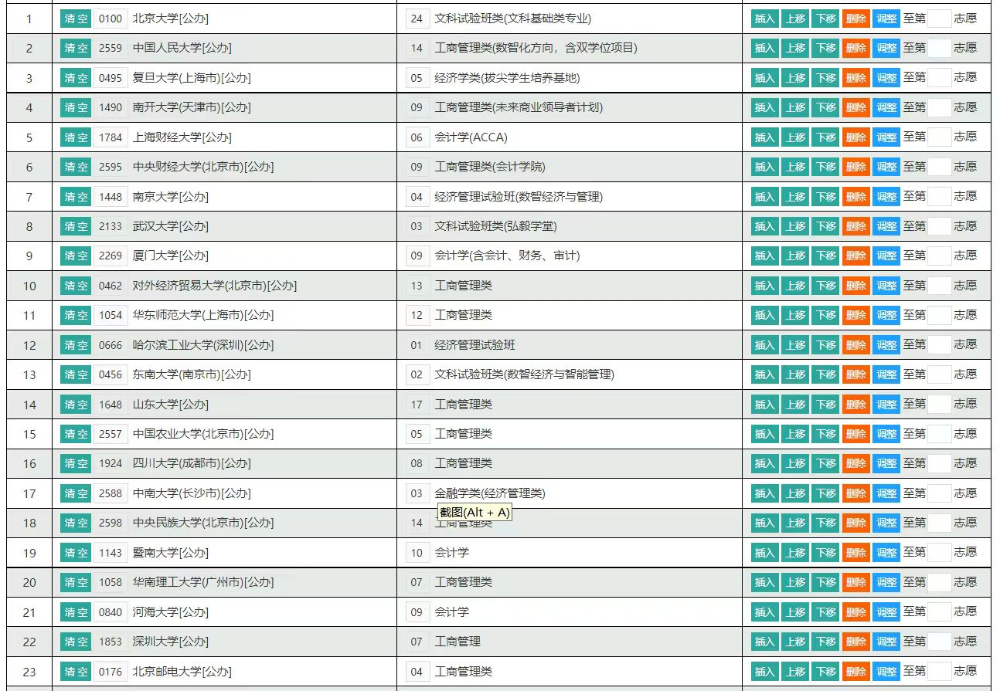 1 清空 0100 北京大学[公办] 24 文科试验班类(文科基础类专业) 插入 上移 下移 删除 调整 至第 志愿
2 清空 2559 中国人民大学[公办] 14 工商管理类(数智化方向，含双学位项目) 插入 上移 下移 删除 调整 至第 志愿
3 清空 0495 复旦大学(上海市)[公办] 05 经济学类(拔尖学生培养基地) 插入 上移 下移 删除 调整 至第 志愿
4 清空 1490 南开大学(天津市)[公办] 09 工商管理类(未来商业领导者计划) 插入 上移 下移 删除 调整 至第 志愿
5 清空 1784 上海财经大学[公办] 06 会计学(ACCA) 插入 上移 下移 删除 调整 至第 志愿
6 清空 2595 中央财经大学(北京市)[公办] 09 工商管理类(会计学院) 插入 上移 下移 删除 调整 至第 志愿
7 清空 1448 南京大学[公办] 04 经济管理试验班(数智经济与管理) 插入 上移 下移 删除 调整 至第 志愿
8 清空 2133 武汉大学[公办] 03 文科试验班类(弘毅学堂) 插入 上移 下移 删除 调整 至第 志愿
9 清空 2269 厦门大学[公办] 09 会计学(含会计、财务、审计) 插入 上移 下移 删除 调整 至第 志愿
10 清空 0462 对外经济贸易大学(北京市)[公办] 13 工商管理类 插入 上移 下移 删除 调整 至第 志愿
11 清空 1054 华东师范大学(上海市)[公办] 12 工商管理类 插入 上移 下移 删除 调整 至第 志愿
12 清空 0666 哈尔滨工业大学(深圳)[公办] 01 经济管理试验班 插入 上移 下移 删除 调整 至第 志愿
13 清空 0456 东南大学(南京市)[公办] 02 文科试验班类(数智经济与智能管理) 插入 上移 下移 删除 调整 至第 志愿
14 清空 1648 山东大学[公办] 17 工商管理类 插入 上移 下移 删除 调整 至第 志愿
15 清空 2557 中国农业大学(北京市)[公办] 05 工商管理类 插入 上移 下移 删除 调整 至第 志愿
16 清空 1924 四川大学(成都市)[公办] 08 工商管理类 插入 上移 下移 删除 调整 至第 志愿
17 清空 2588 中南大学(长沙市)[公办] 03 金融学类(经济管理类) 插入 上移 下移 删除 调整 至第 志愿
截图(Alt + A)
18 清空 2598 中央民族大学(北京市)[公办] 14 工商管理类 插入 上移 下移 删除 调整 至第 志愿
19 清空 1143 暨南大学[公办] 10 会计学 插入 上移 下移 删除 调整 至第 志愿
20 清空 1058 华南理工大学(广州市)[公办] 07 工商管理类 插入 上移 下移 删除 调整 至第 志愿
21 清空 0840 河海大学[公办] 09 会计学 插入 上移 下移 删除 调整 至第 志愿
22 清空 1853 深圳大学[公办] 07 工商管理 插入 上移 下移 删除 调整 至第 志愿
23 清空 0176 北京邮电大学[公办] 04 工商管理类 插入 上移 下移 删除 调整 至第 志愿